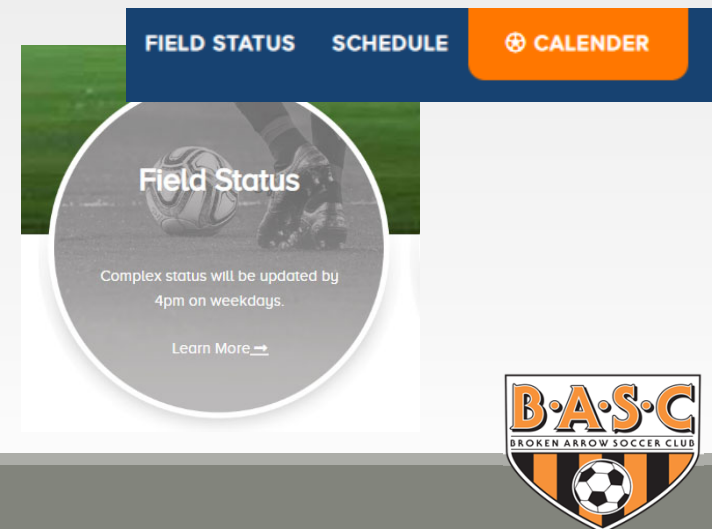 FIELD STATUS SCHEDULE CALENDER
Field Status
Complex status will be updated by
4pm on weekdays.
Learn More
B·A·S·C
BROKEN ARROW SOCCER CLUB